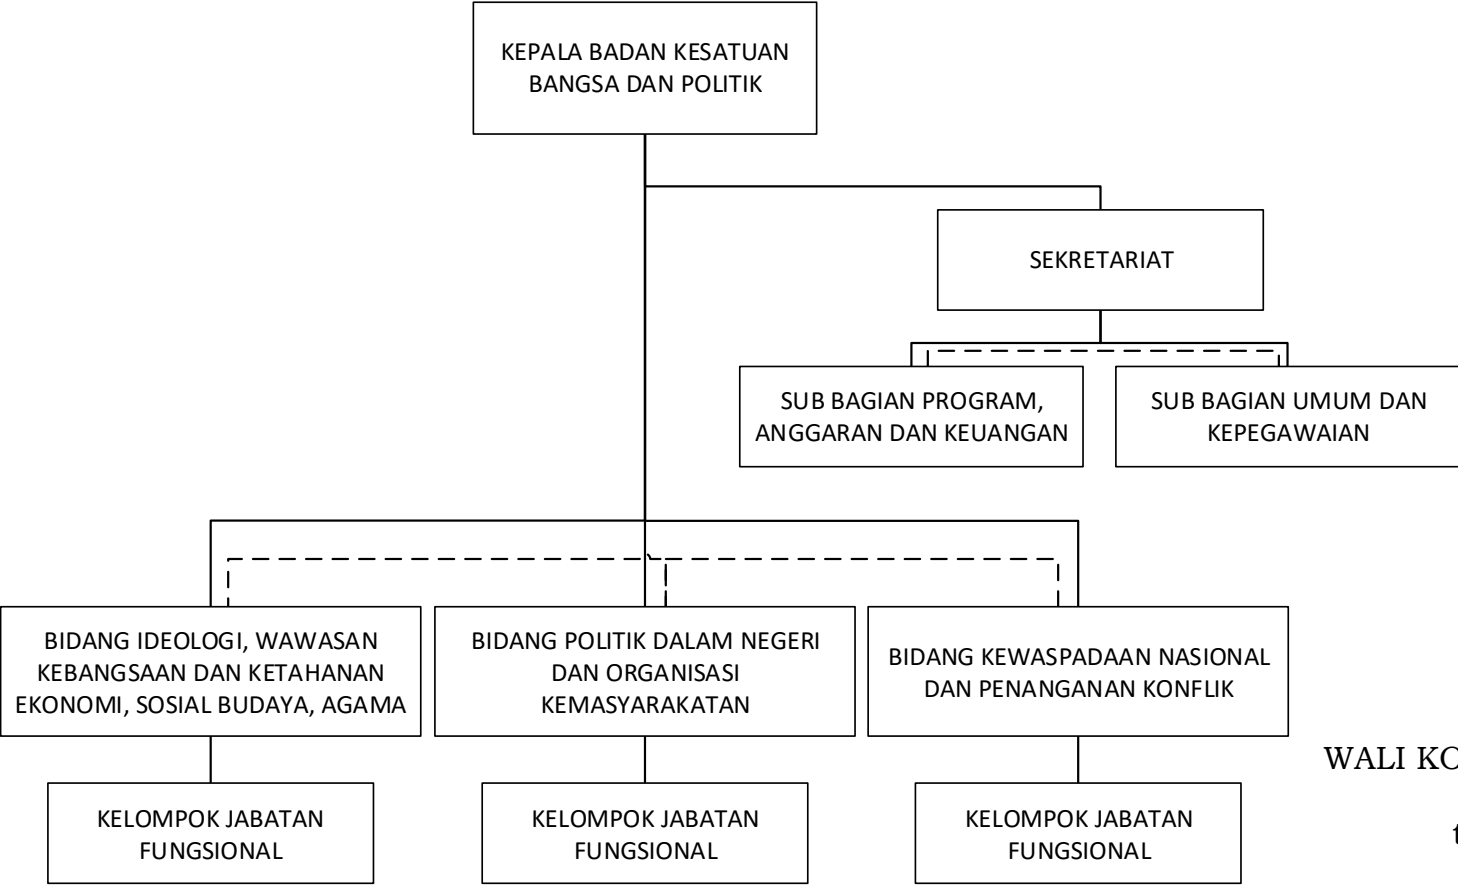 KEPALA BADAN KESATUAN
BANGSA DAN POLITIK
SEKRETARIAT
SUB BAGIAN PROGRAM,
ANGGARAN DAN KEUANGAN
SUB BAGIAN UMUM DAN
KEPEGAWAIAN
BIDANG IDEOLOGI, WAWASAN
KEBANGSAAN DAN KETAHANAN
EKONOMI, SOSIAL BUDAYA, AGAMA
BIDANG POLITIK DALAM NEGERI
DAN ORGANISASI
KEMASYARAKATAN
BIDANG KEWASPADAAN NASIONAL
DAN PENANGANAN KONFLIK
KELOMPOK JABATAN
FUNGSIONAL
KELOMPOK JABATAN
FUNGSIONAL
KELOMPOK JABATAN
FUNGSIONAL
WALI